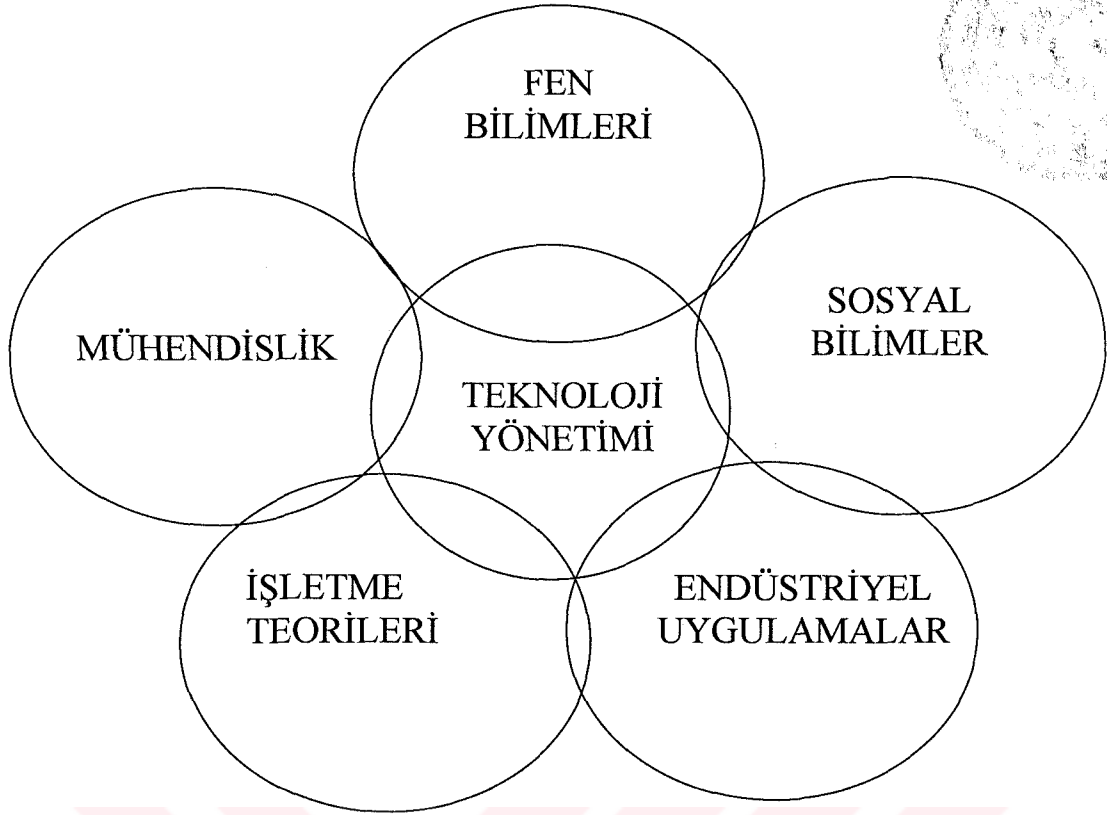 FEN
BİLİMLERİ
MÜHENDİSLİK
SOSYAL
BİLİMLER
TEKNOLOJİ
YÖNETİMİ
İŞLETME
TEORİLERİ
ENDÜSTRİYEL
UYGULAMALAR